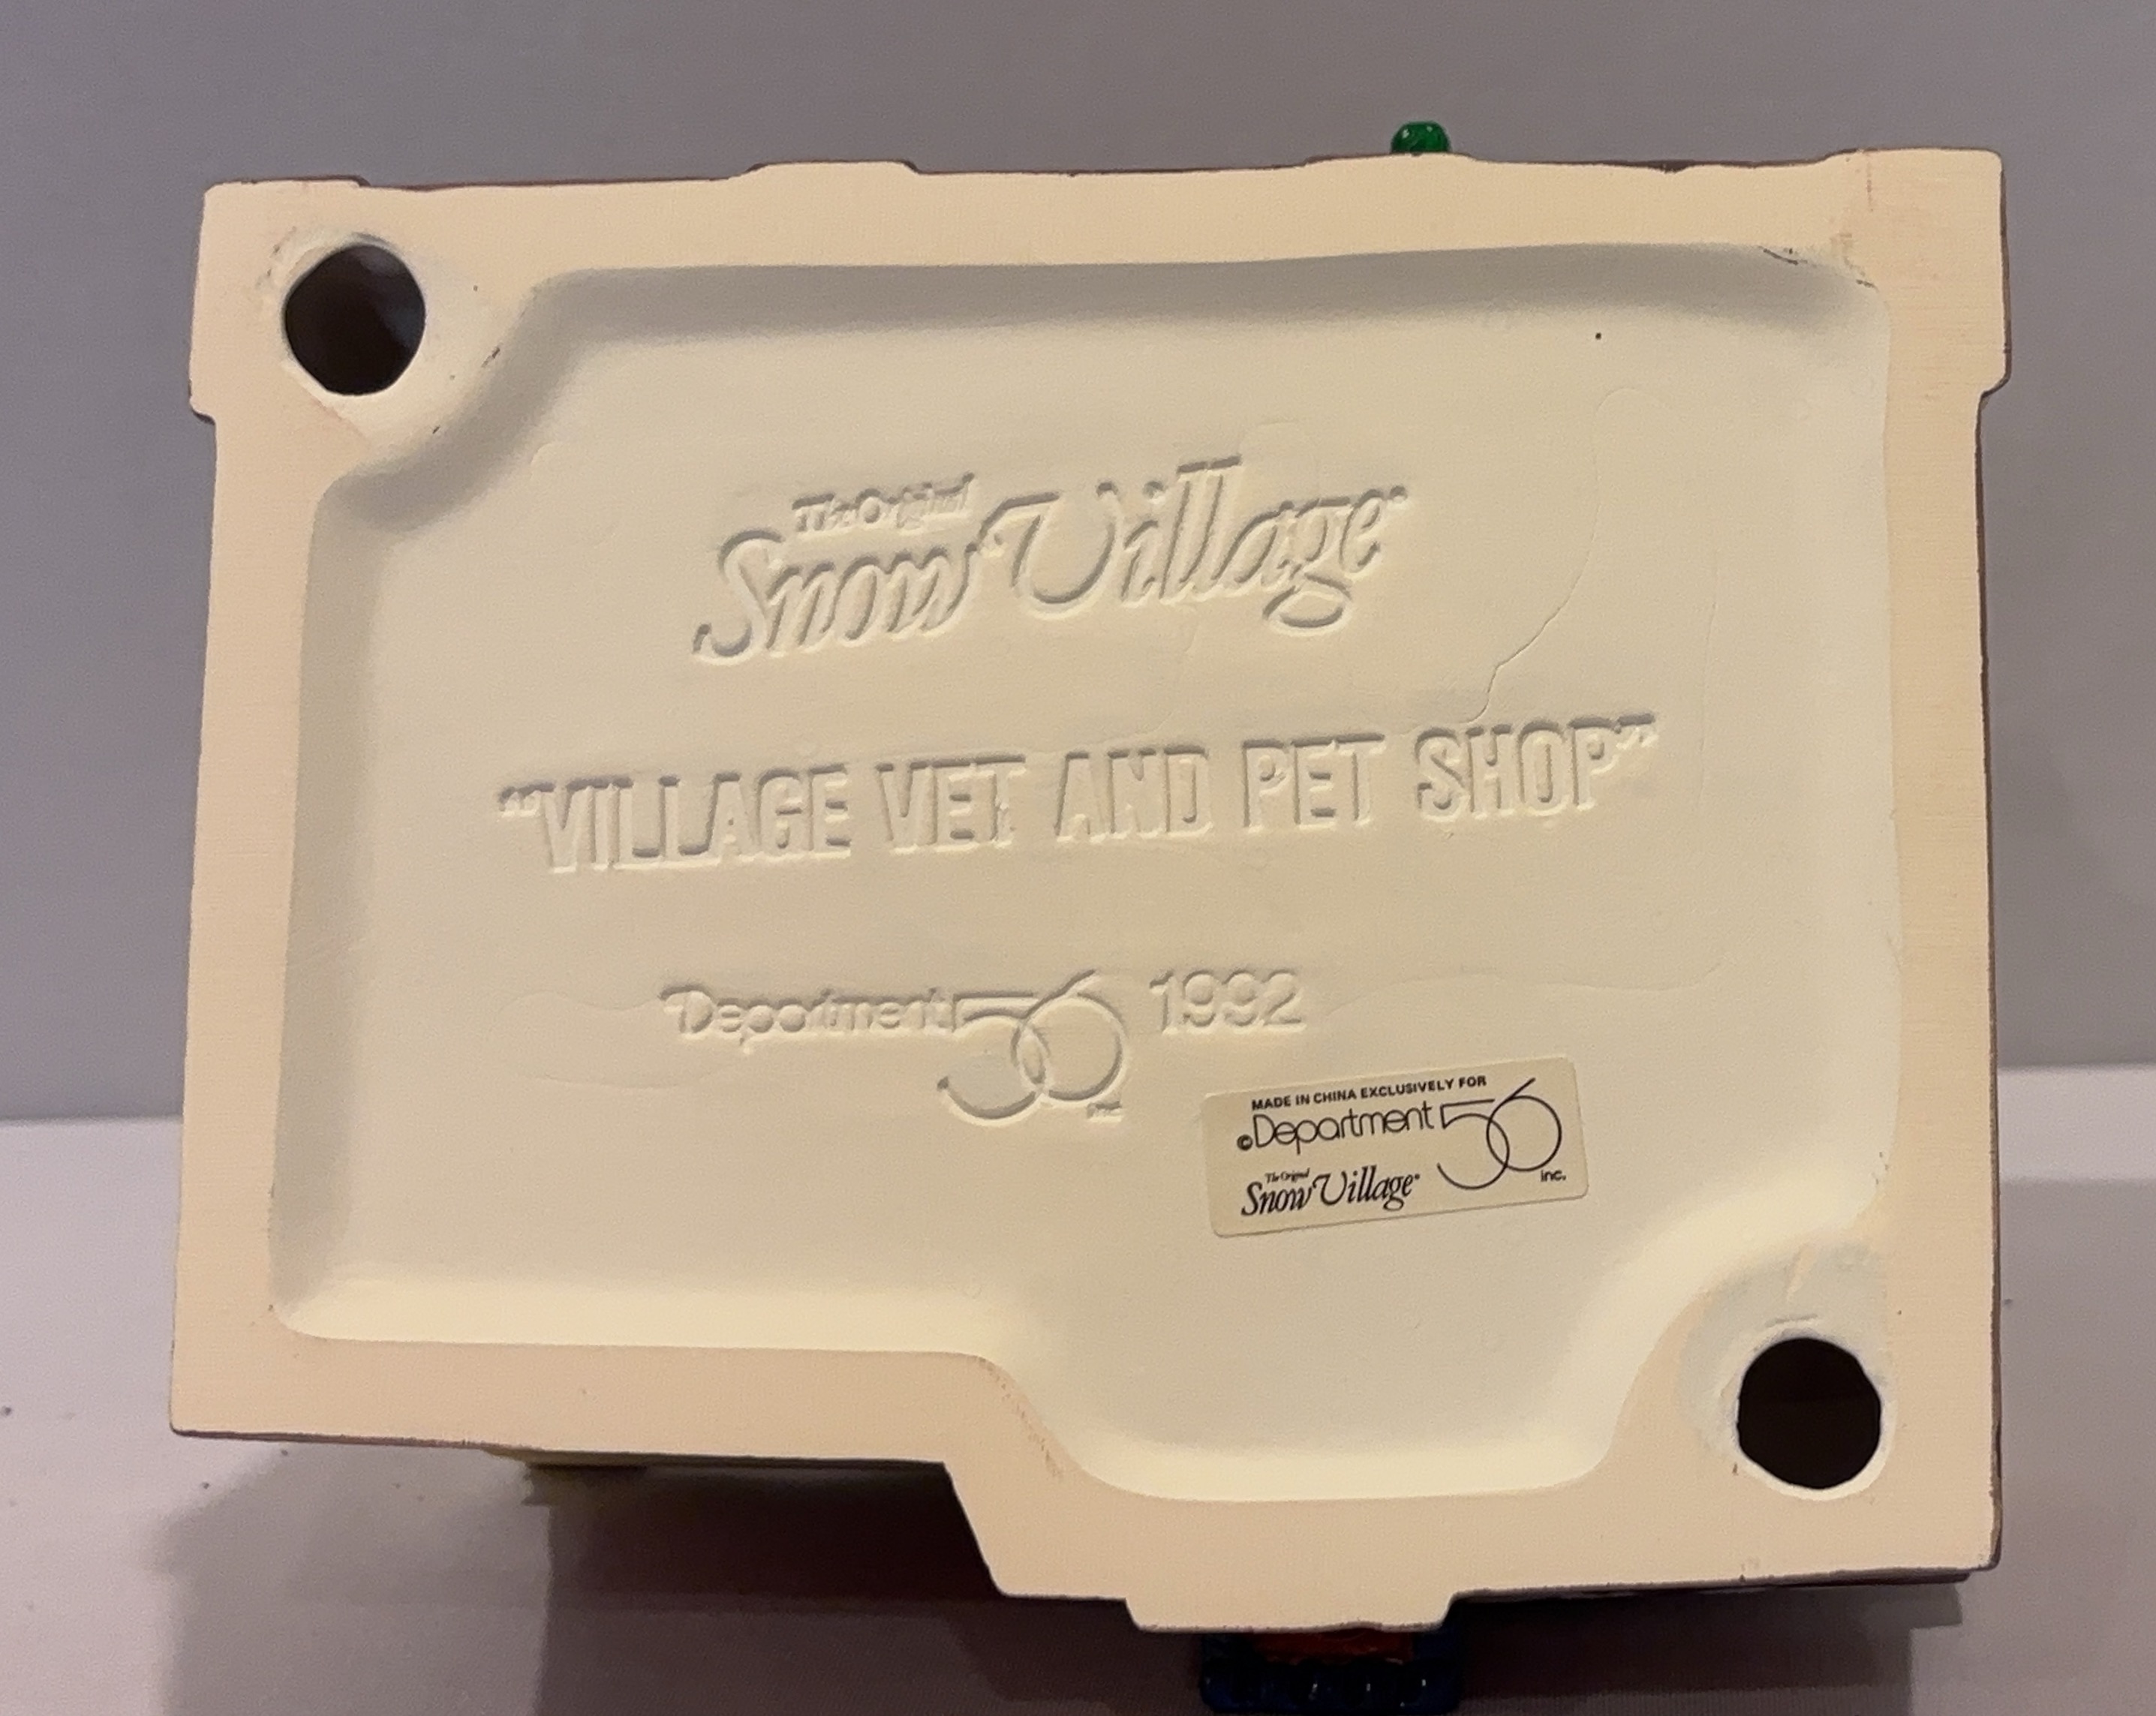 The Original
Snow Village®
"VILLAGE VET AND PET SHOP"
Department 56 1992
inc.
MADE IN CHINA EXCLUSIVELY FOR
©Department 56
inc.
The Original
Snow Village®